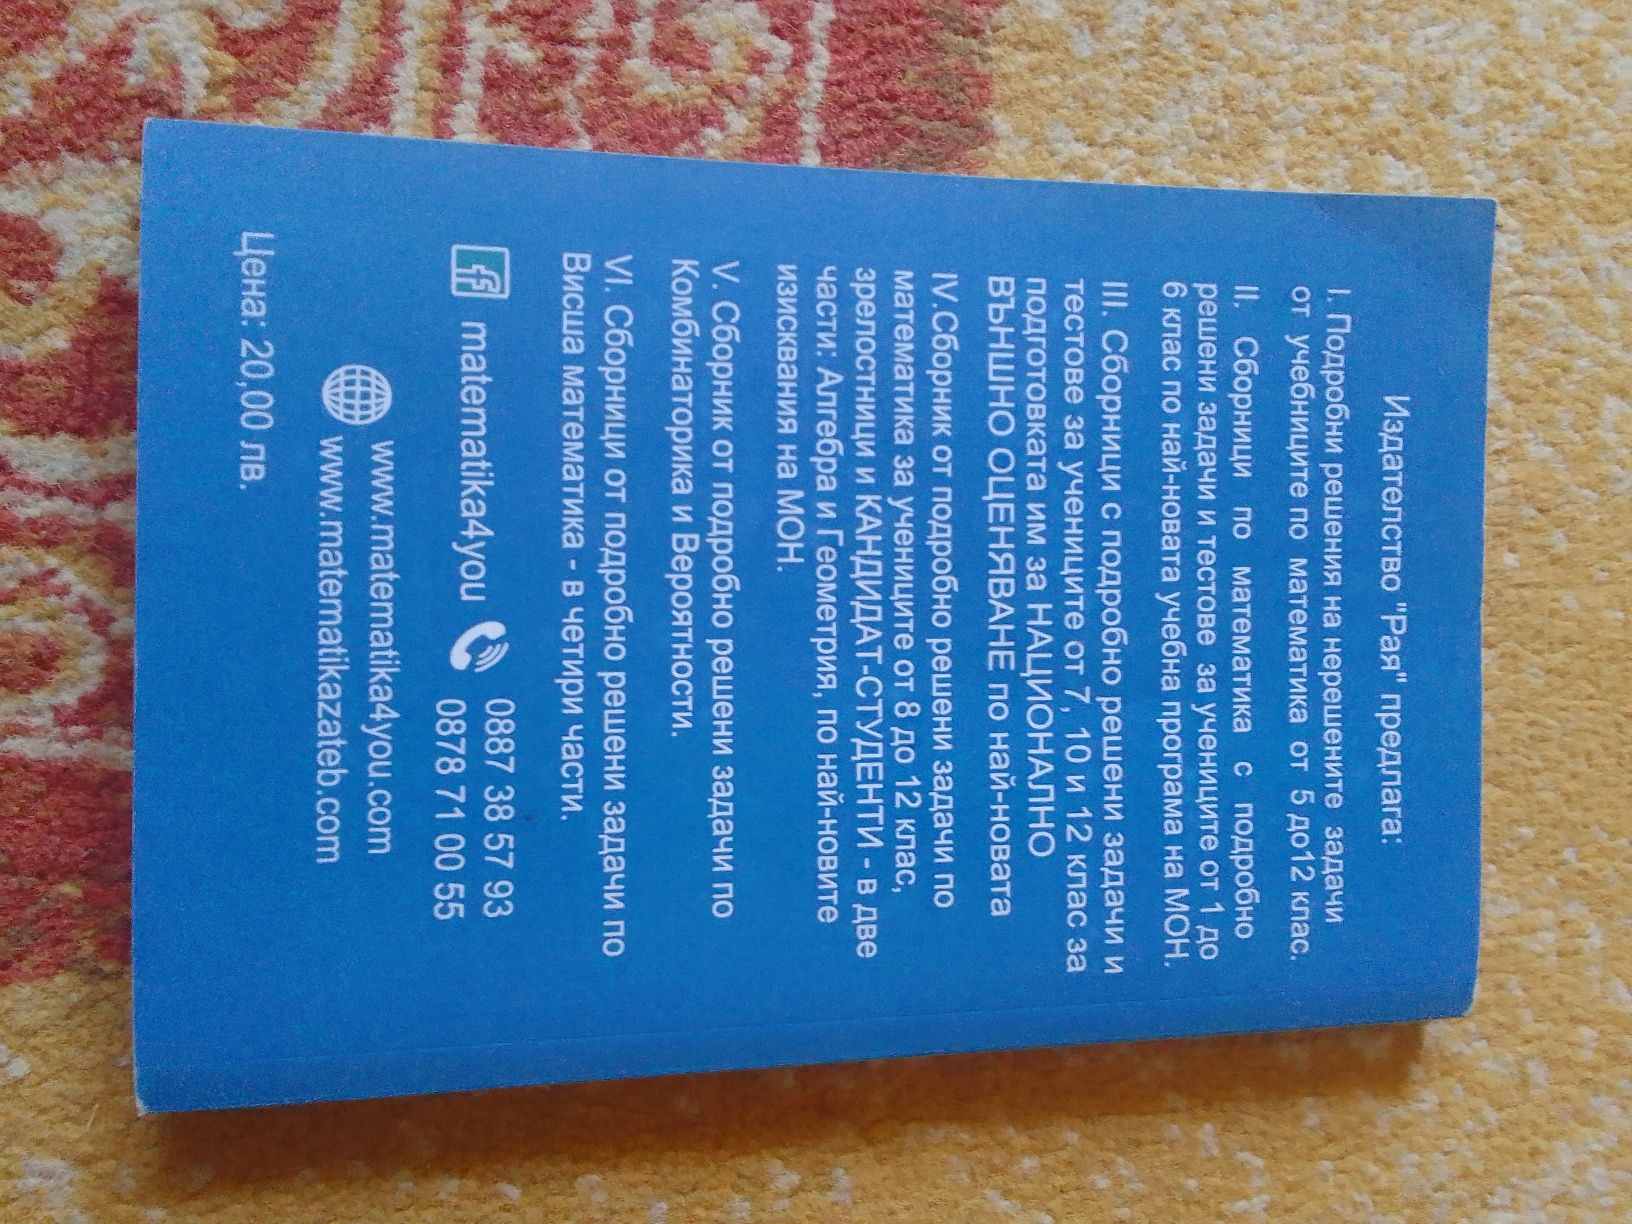 Издателство "Рая" предлага:
I. Подробни решения на нерешените задачи
от учебниците по математика от 5 до12 клас.
II. Сборници по математика с подробно
решени задачи и тестове за учениците от 1 до
6 клас по най-новата учебна програма на МОН.
III. Сборници с подробно решени задачи и
тестове за учениците от 7, 10 и 12 клас за
подготовката им за НАЦИОНАЛНО
ВЪНШНО ОЦЕНЯВАНЕ по най-новата
IV.Сборник от подробно решени задачи по
математика за учениците от 8 до 12 клас,
зрелостници и КАНДИДАТ-СТУДЕНТИ - в две
части: Алгебра и Геометрия, по най-новите
изисквания на МОН.
V. Сборник от подробно решени задачи по
Комбинаторика и Вероятности.
VI. Сборници от подробно решени задачи по
Висша математика - в четири части.
matematika4you 0887 38 57 93
0878 71 00 55
www.matematika4you.com
www.matematikazateb.com
Цена: 20,00 лв.